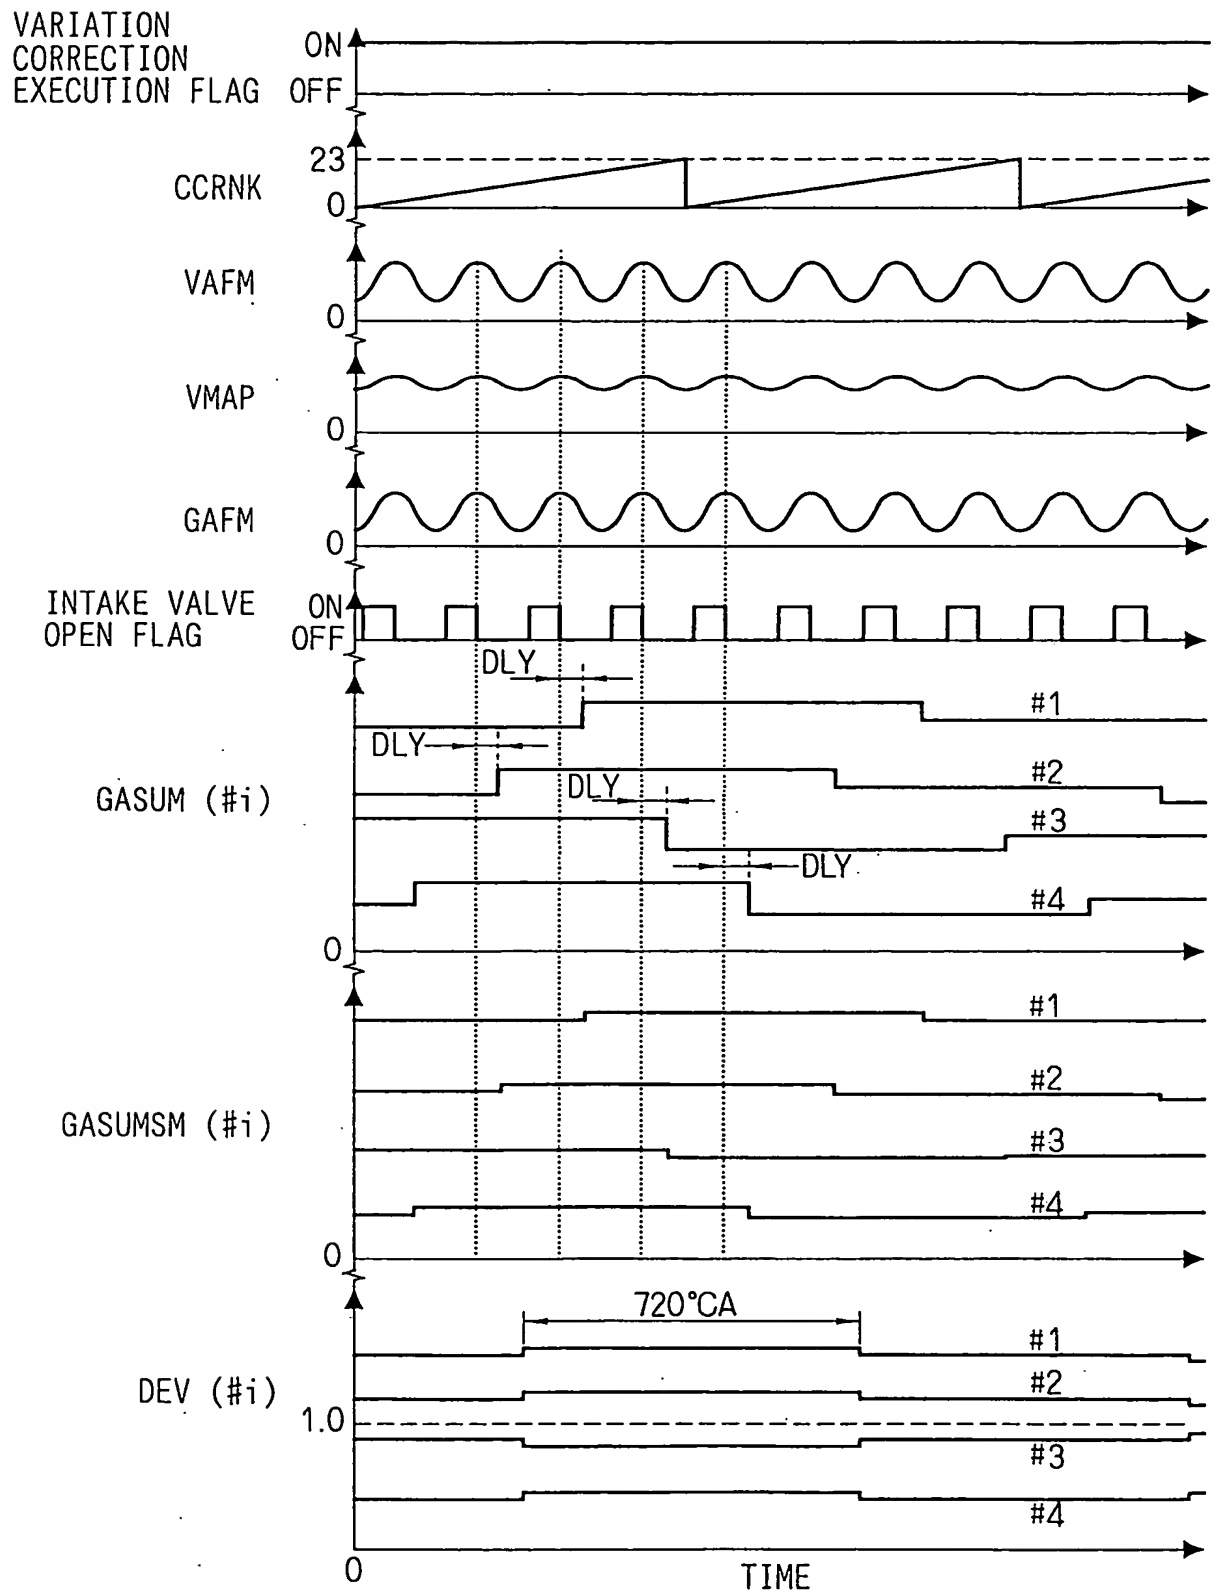 VARIATION
CORRECTION
EXECUTION FLAG
ON
OFF
CCRNK
23
0
VAFM
0
VMAP
0
GAFM
0
INTAKE VALVE
OPEN FLAG
ON
OFF
DLY
#1
DLY
#2
DLY
GASUM (#i)
#3
DLY
#4
0
#1
#2
GASUMSM (#i)
#3
#4
0
720°CA
#1
#2
DEV (#i)
1.0
#3
#4
0
TIME